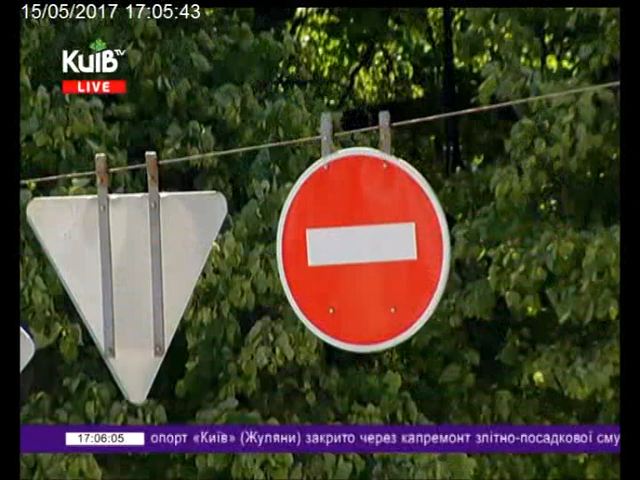 15/05/2017 17:05:43
КиїВ TV
LIVE
17:06:05 опорт «Київ» (Жуляни) закрито через капремонт злітно-посадкової сму